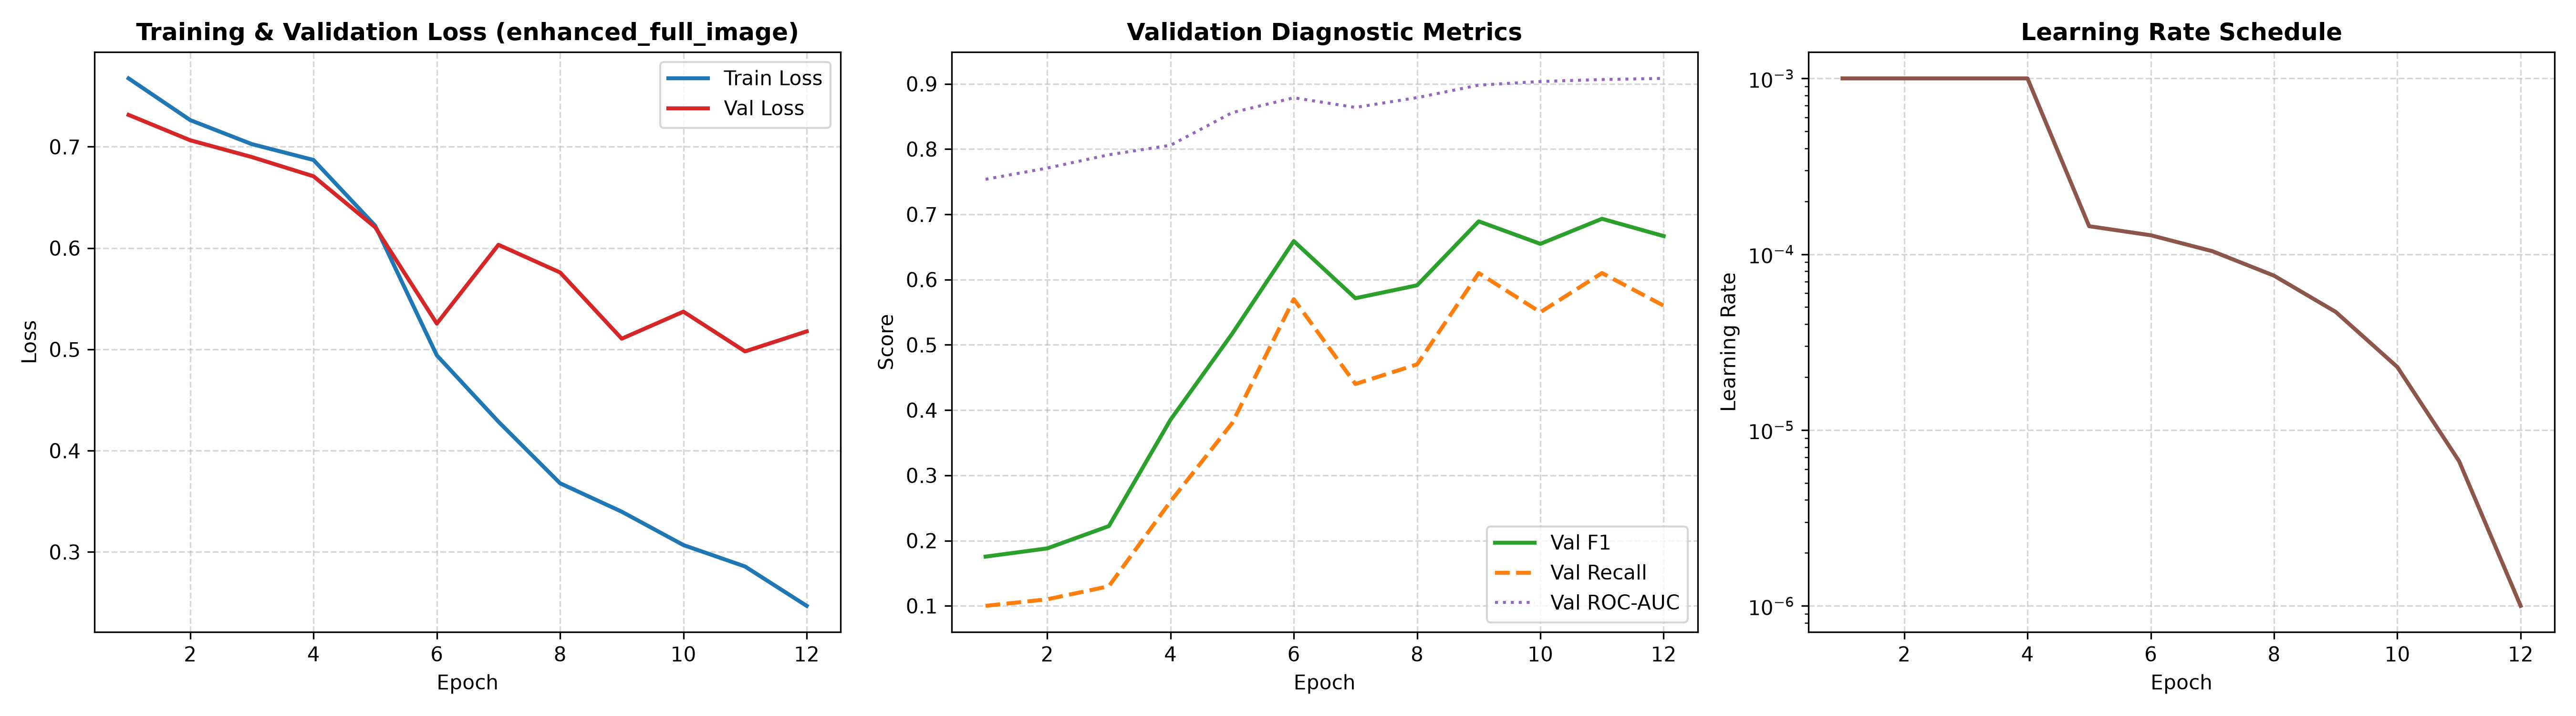 Training & Validation Loss (enhanced_full_image)
Loss
0.7
0.6
0.5
0.4
0.3
2 4 6 8 10 12
Epoch
Train Loss
Val Loss
Validation Diagnostic Metrics
Score
0.9
0.8
0.7
0.6
0.5
0.4
0.3
0.2
0.1
2 4 6 8 10 12
Epoch
Val F1
Val Recall
Val ROC-AUC
Learning Rate Schedule
Learning Rate
10⁻³
10⁻⁴
10⁻⁵
10⁻⁶
2 4 6 8 10 12
Epoch